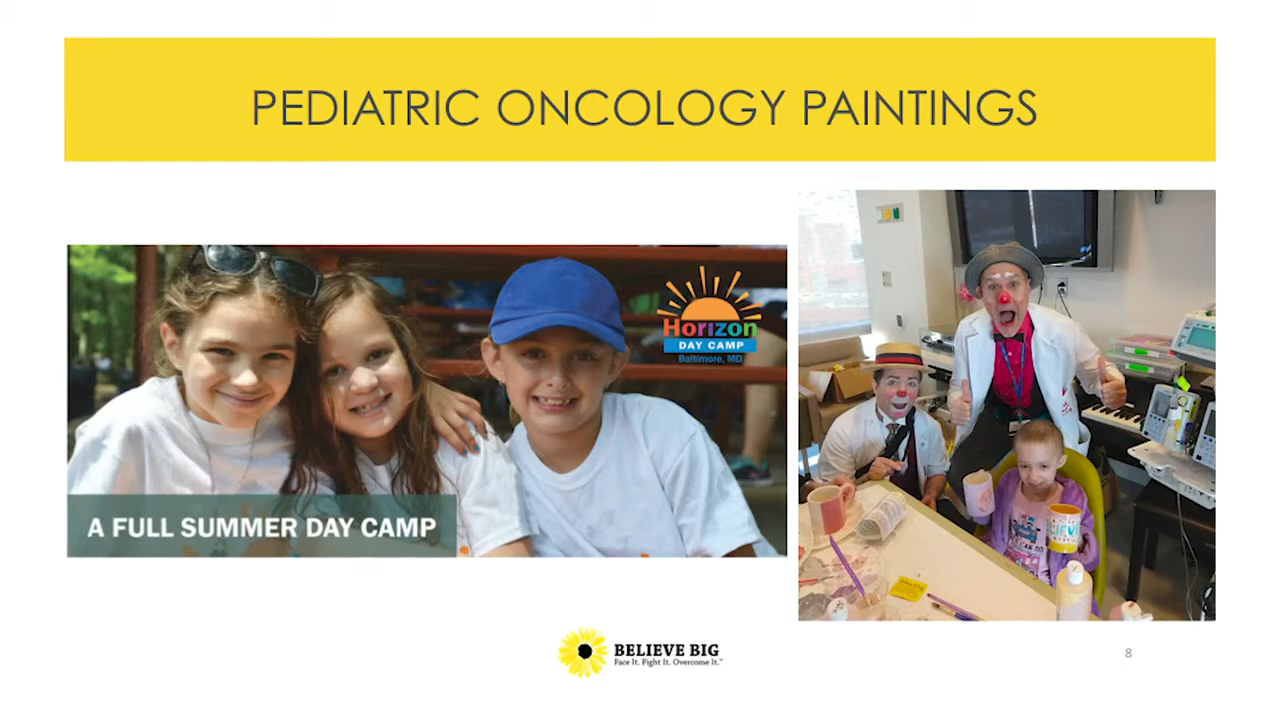 PEDIATRIC ONCOLOGY PAINTINGS
Horizon
DAY CAMP
Baltimore, MD
A FULL SUMMER DAY CAMP
BELIEVE BIG
Face It. Fight It. Overcome It.™
8